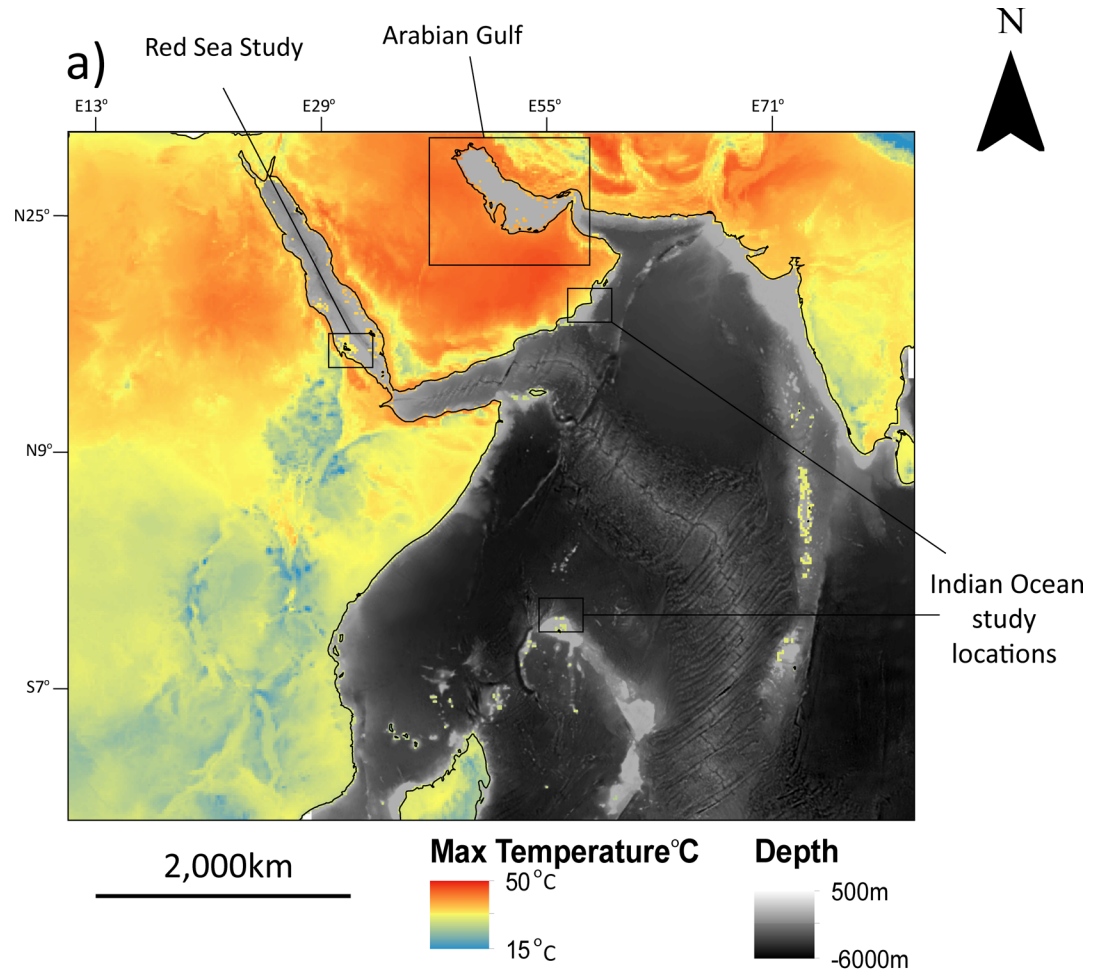 a)
Red Sea Study
Arabian Gulf
N
E13°
E29°
E55°
E71°
N25°
N9°
S7°
Indian Ocean
study
locations
2,000km
Max Temperature°C
50°C
15°C
Depth
500m
-6000m